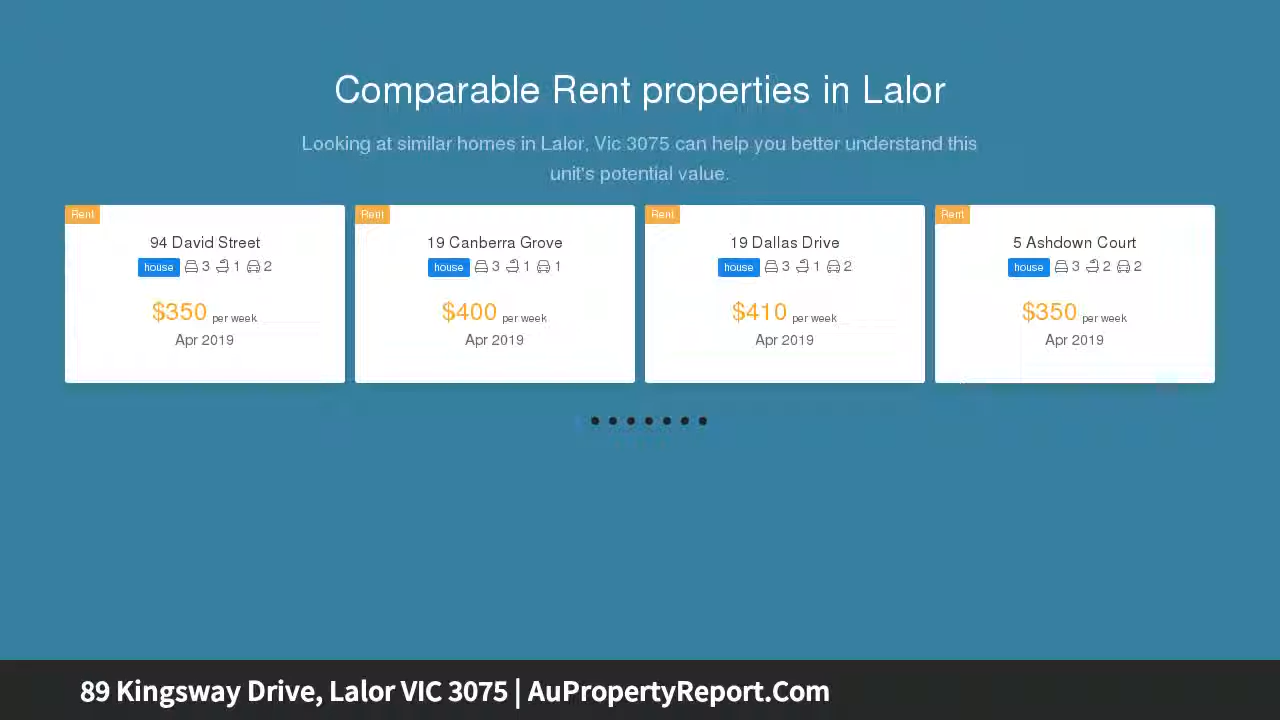 Comparable Rent properties in Lalor
Looking at similar homes in Lalor, Vic 3075 can help you better understand this
unit's potential value.
Rent
94 David Street
house 3 1 2
$350 per week
Apr 2019
Rent
19 Canberra Grove
house 3 1 1
$400 per week
Apr 2019
Rent
19 Dallas Drive
house 3 1 2
$410 per week
Apr 2019
Rent
5 Ashdown Court
house 3 2 2
$350 per week
Apr 2019
89 Kingsway Drive, Lalor VIC 3075 | AuPropertyReport.Com